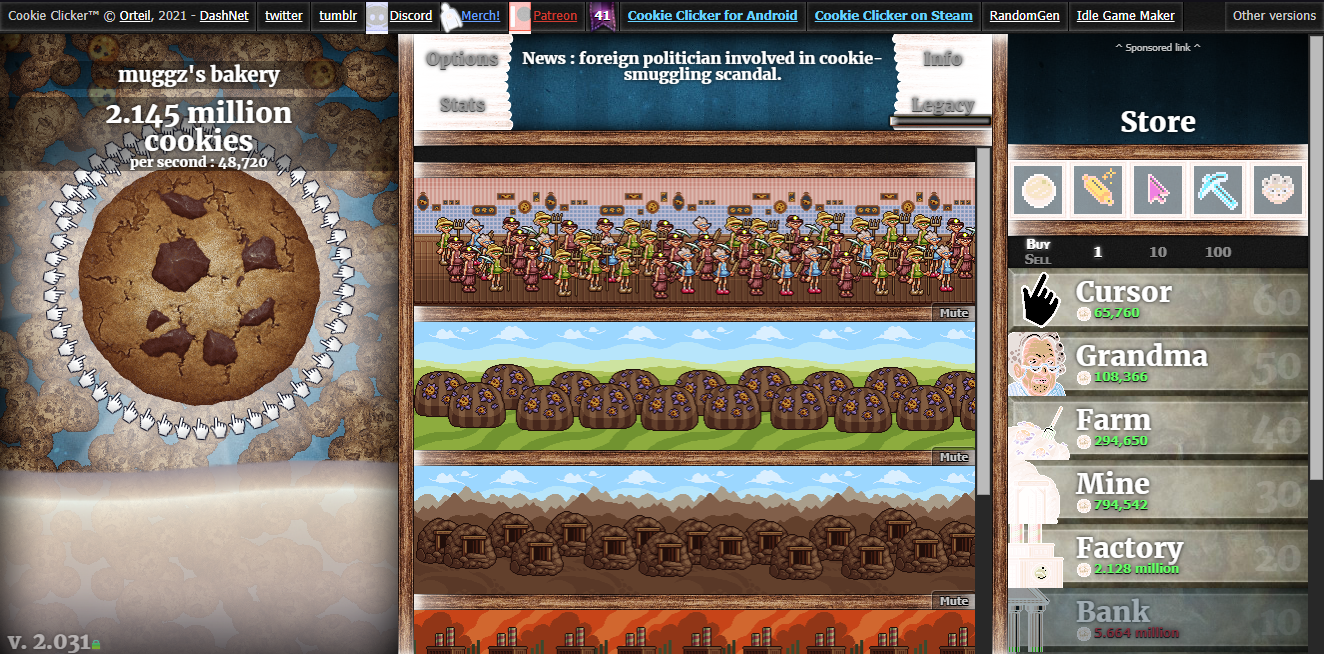 Cookie Clicker™ © Orteil, 2021 - DashNet
twitter
tumblr
Discord
Merch!
Patreon
41
Cookie Clicker for Android
Cookie Clicker on Steam
RandomGen
Idle Game Maker
Other versions
muggz's bakery
2.145 million
cookies
per second : 48,720
v. 2.031
Options
Stats
News : foreign politician involved in cookie-
smuggling scandal.
Info
Legacy
Mute
Mute
Mute
^ Sponsored link ^
Store
Buy
Sell
1
10
100
Cursor
65,760
60
Grandma
108,366
50
Farm
294,650
40
Mine
794,542
30
Factory
2.128 million
20
Bank
5.664 million
10